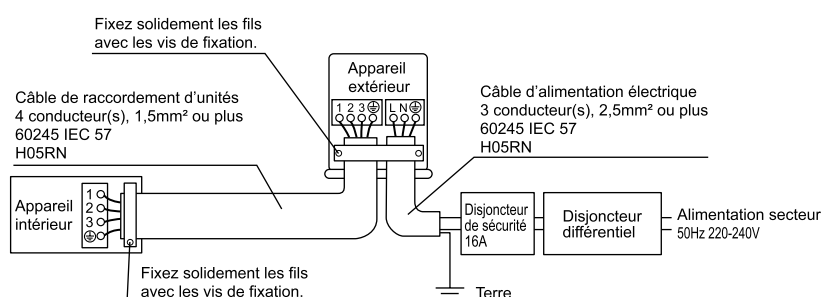 Fixez solidement les fils
avec les vis de fixation.
Appareil
extérieur
1 2 3
L N
Câble d'alimentation électrique
3 conducteur(s), 2,5mm² ou plus
60245 IEC 57
H05RN
Câble de raccordement d'unités
4 conducteur(s), 1,5mm² ou plus
60245 IEC 57
H05RN
Appareil
intérieur
1
2
3
Disjoncteur
de sécurité
16A
Disjoncteur
différentiel
Alimentation secteur
50Hz 220-240V
Fixez solidement les fils
avec les vis de fixation.
Terre